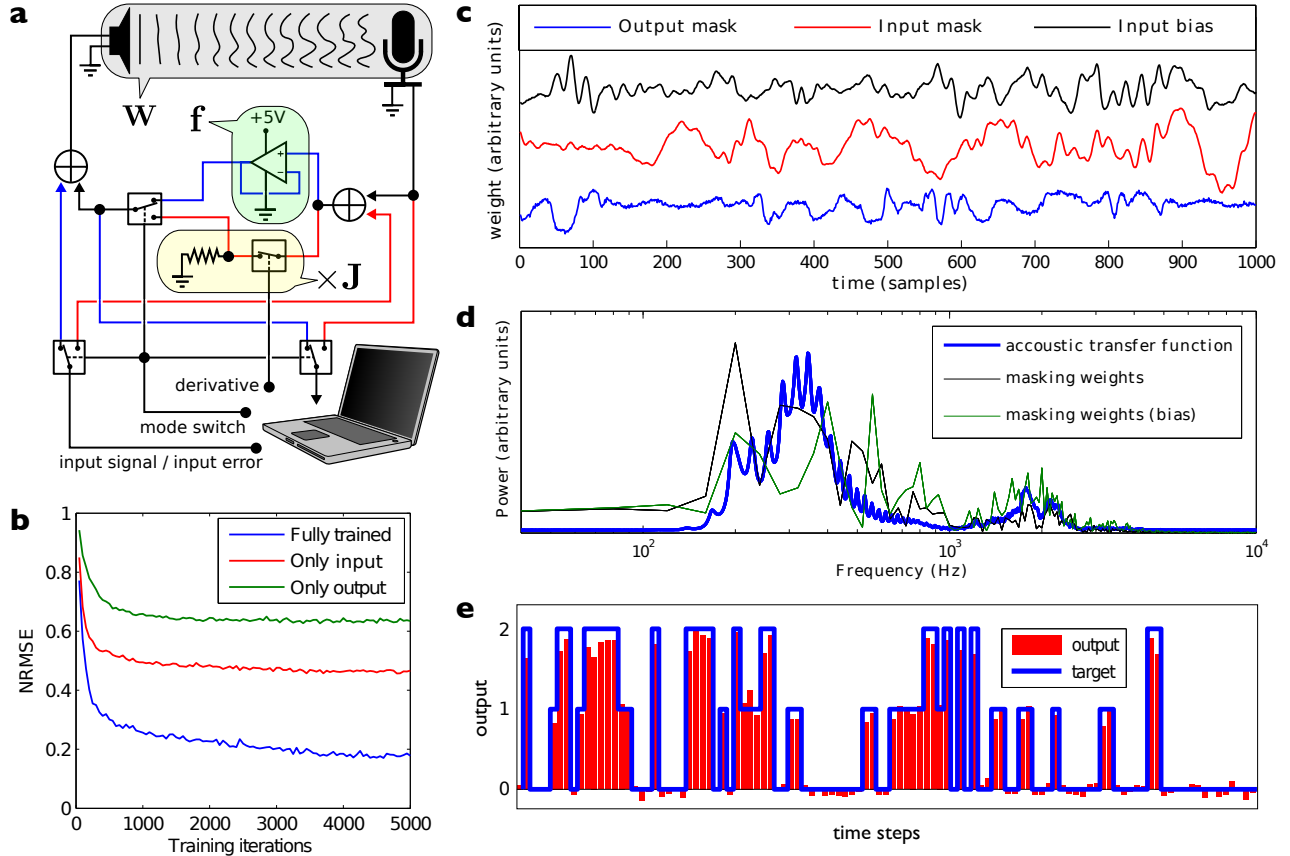 a
W
f
+5V
+
−
× J
derivative
mode switch
input signal / input error
b
NRMSE
1
0.8
0.6
0.4
0.2
0
Fully trained
Only input
Only output
0 1000 2000 3000 4000 5000
Training iterations
c
Output mask Input mask Input bias
weight (arbitrary units)
0 100 200 300 400 500 600 700 800 900 1000
time (samples)
d
Power (arbitrary units)
accoustic transfer function
masking weights
masking weights (bias)
10² 10³ 10⁴
Frequency (Hz)
e
output
2
1
0
output
target
time steps